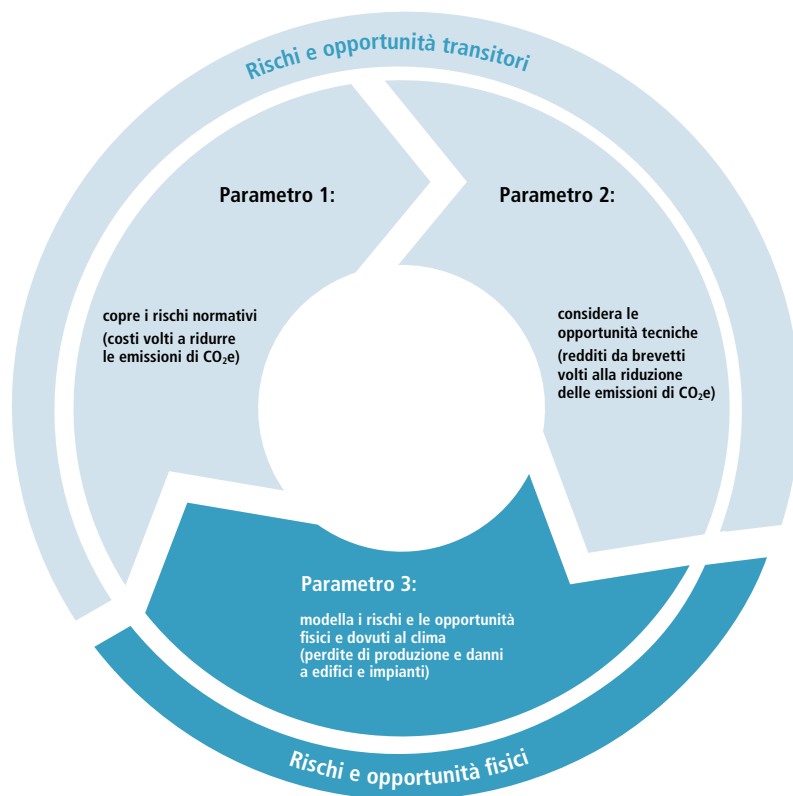 Rischi e opportunità transitori
Parametro 1:
copre i rischi normativi
(costi volti a ridurre
le emissioni di CO₂e)
Parametro 2:
considera le
opportunità tecniche
(redditi da brevetti
volti alla riduzione
delle emissioni di CO₂e)
Parametro 3:
modella i rischi e le opportunità
fisici e dovuti al clima
(perdite di produzione e danni
a edifici e impianti)
Rischi e opportunità fisici